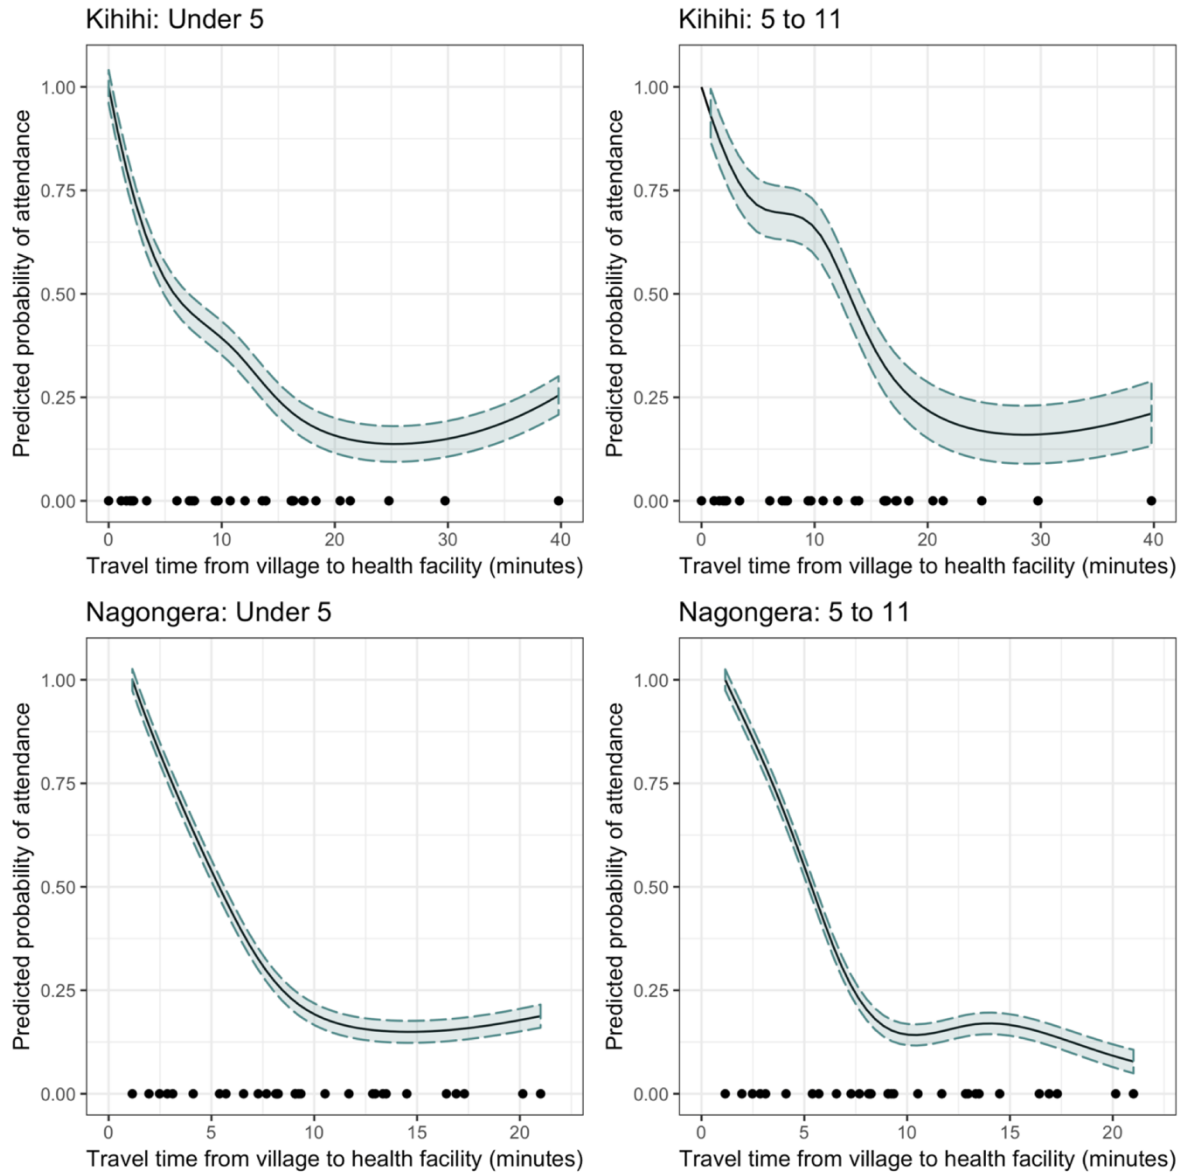 Kihihi: Under 5
Predicted probability of attendance
1.00
0.75
0.50
0.25
0.00
0 10 20 30 40
Travel time from village to health facility (minutes)
Kihihi: 5 to 11
Predicted probability of attendance
1.00
0.75
0.50
0.25
0.00
0 10 20 30 40
Travel time from village to health facility (minutes)
Nagongera: Under 5
Predicted probability of attendance
1.00
0.75
0.50
0.25
0.00
0 5 10 15 20
Travel time from village to health facility (minutes)
Nagongera: 5 to 11
Predicted probability of attendance
1.00
0.75
0.50
0.25
0.00
0 5 10 15 20
Travel time from village to health facility (minutes)